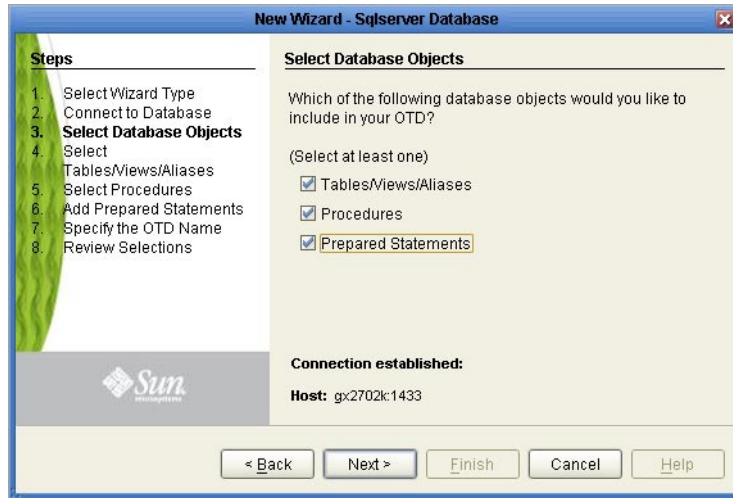 New Wizard - Sqlserver Database
Steps
1. Select Wizard Type
2. Connect to Database
3. Select Database Objects
4. Select
Tables/Views/Aliases
5. Select Procedures
6. Add Prepared Statements
7. Specify the OTD Name
8. Review Selections
Sun
microsystems
Select Database Objects
Which of the following database objects would you like to
include in your OTD?
(Select at least one)
Tables/Views/Aliases
Procedures
Prepared Statements
Connection established:
Host: gx2702k:1433
< Back
Next >
Finish
Cancel
Help